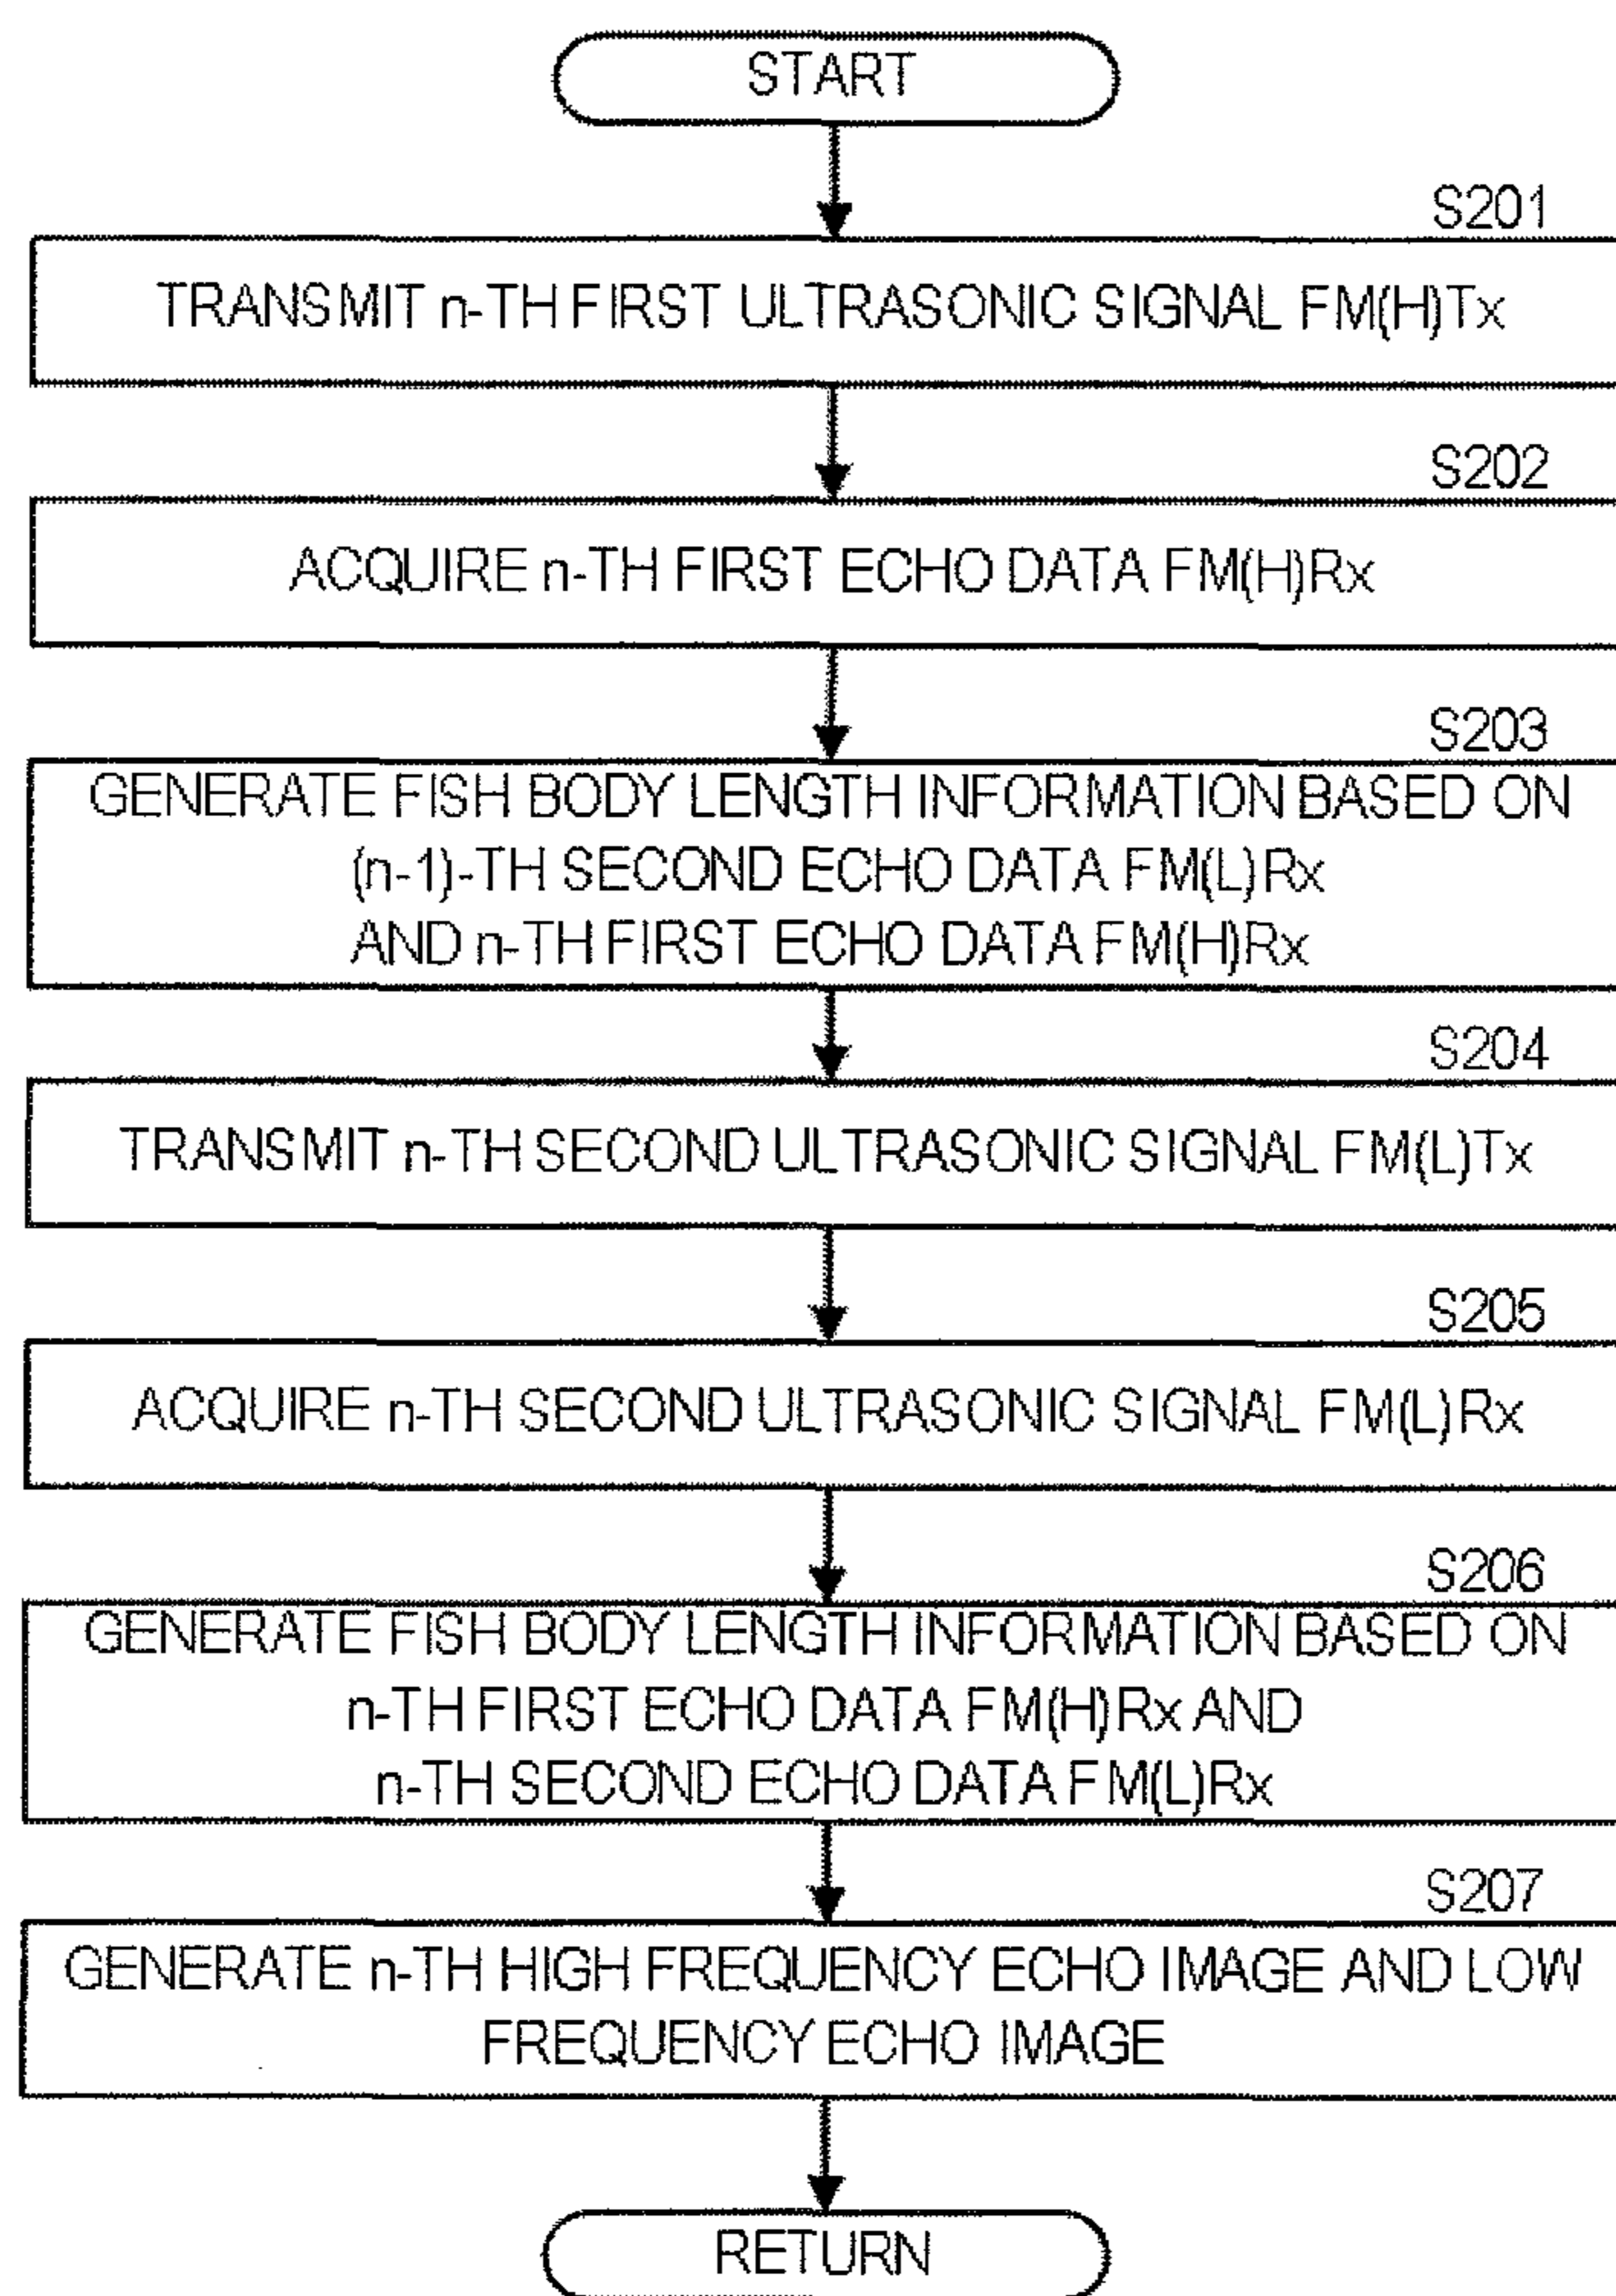 START
S201
TRANSMIT n-TH FIRST ULTRASONIC SIGNAL FM(H)Tx
S202
ACQUIRE n-TH FIRST ECHO DATA FM(H)Rx
S203
GENERATE FISH BODY LENGTH INFORMATION BASED ON
(n-1)-TH SECOND ECHO DATA FM(L)Rx
AND n-TH FIRST ECHO DATA FM(H)Rx
S204
TRANSMIT n-TH SECOND ULTRASONIC SIGNAL FM(L)Tx
S205
ACQUIRE n-TH SECOND ULTRASONIC SIGNAL FM(L)Rx
S206
GENERATE FISH BODY LENGTH INFORMATION BASED ON
n-TH FIRST ECHO DATA FM(H)Rx AND
n-TH SECOND ECHO DATA FM(L)Rx
S207
GENERATE n-TH HIGH FREQUENCY ECHO IMAGE AND LOW
FREQUENCY ECHO IMAGE
RETURN